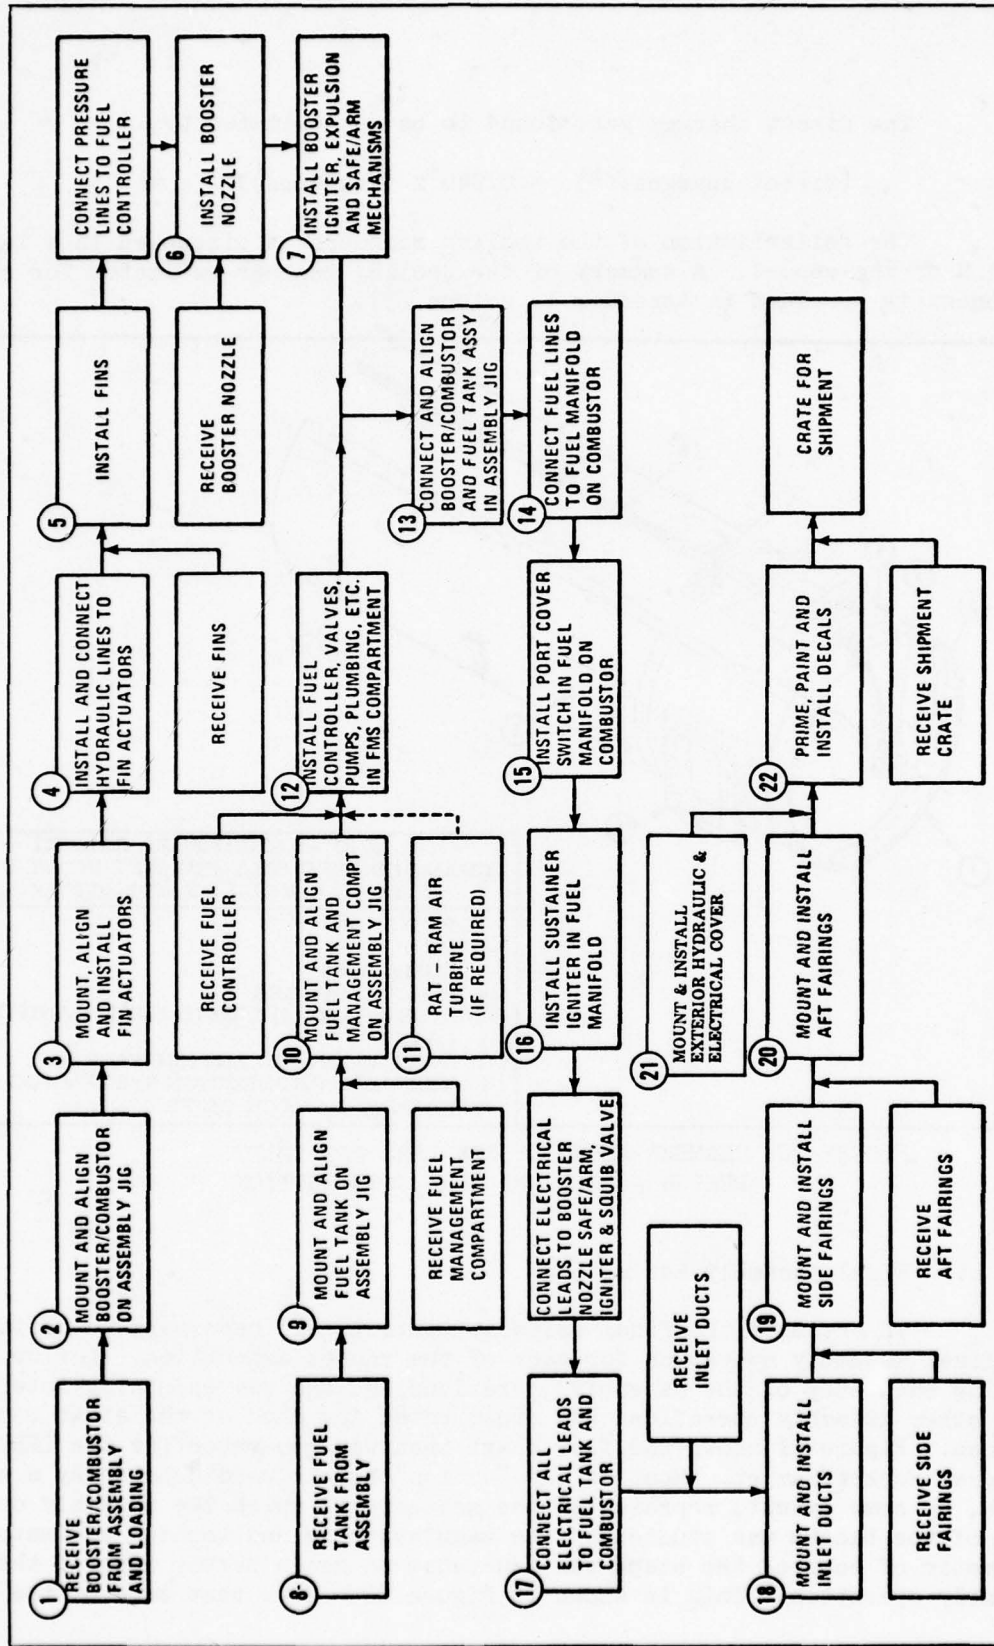 1
RECEIVE
BOOSTER/COMBUSTOR
FROM ASSEMBLY
AND LOADING
2
MOUNT AND ALIGN
BOOSTER/COMBUSTOR
ON ASSEMBLY JIG
3
MOUNT, ALIGN
AND INSTALL
FIN ACTUATORS
4
INSTALL AND CONNECT
HYDRAULIC LINES TO
FIN ACTUATORS
RECEIVE FINS
5
INSTALL FINS
CONNECT PRESSURE
LINES TO FUEL
CONTROLLER
RECEIVE
BOOSTER NOZZLE
6
INSTALL BOOSTER
NOZZLE
7
INSTALL BOOSTER
IGNITER, EXPULSION
AND SAFE/ARM
MECHANISMS
8
RECEIVE FUEL
TANK FROM
ASSEMBLY
9
MOUNT AND ALIGN
FUEL TANK ON
ASSEMBLY JIG
RECEIVE FUEL
MANAGEMENT
COMPARTMENT
RECEIVE FUEL
CONTROLLER
10
MOUNT AND ALIGN
FUEL TANK AND
MANAGEMENT COMPT
ON ASSEMBLY JIG
11
RAT – RAM AIR
TURBINE
(IF REQUIRED)
12
INSTALL FUEL
CONTROLLER, VALVES,
PUMPS, PLUMBING, ETC.
IN FMS COMPARTMENT
13
CONNECT AND ALIGN
BOOSTER/COMBUSTOR
AND FUEL TANK ASSY
IN ASSEMBLY JIG
14
CONNECT FUEL LINES
TO FUEL MANIFOLD
ON COMBUSTOR
15
INSTALL PORT COVER
SWITCH IN FUEL
MANIFOLD ON
COMBUSTOR
16
INSTALL SUSTAINER
IGNITER IN FUEL
MANIFOLD
CONNECT ELECTRICAL
LEADS TO BOOSTER
NOZZLE SAFE/ARM,
IGNITER & SQUIB VALVE
17
CONNECT ALL
ELECTRICAL LEADS
TO FUEL TANK AND
COMBUSTOR
RECEIVE
INLET DUCTS
18
MOUNT AND INSTALL
INLET DUCTS
RECEIVE SIDE
FAIRINGS
19
MOUNT AND INSTALL
SIDE FAIRINGS
RECEIVE
AFT FAIRINGS
20
MOUNT AND INSTALL
AFT FAIRINGS
21
MOUNT & INSTALL
EXTERIOR HYDRAULIC &
ELECTRICAL COVER
22
PRIME, PAINT AND
INSTALL DECALS
RECEIVE SHIPMENT
CRATE
CRATE FOR
SHIPMENT